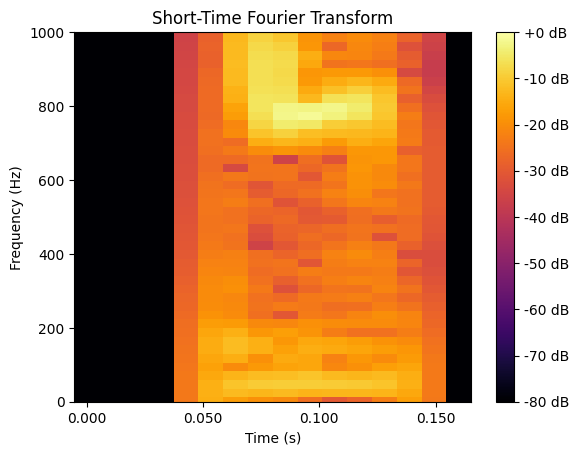 Short-Time Fourier Transform
1000
800
600
400
200
0
Frequency (Hz)
0.000
0.050
0.100
0.150
Time (s)
+0 dB
-10 dB
-20 dB
-30 dB
-40 dB
-50 dB
-60 dB
-70 dB
-80 dB